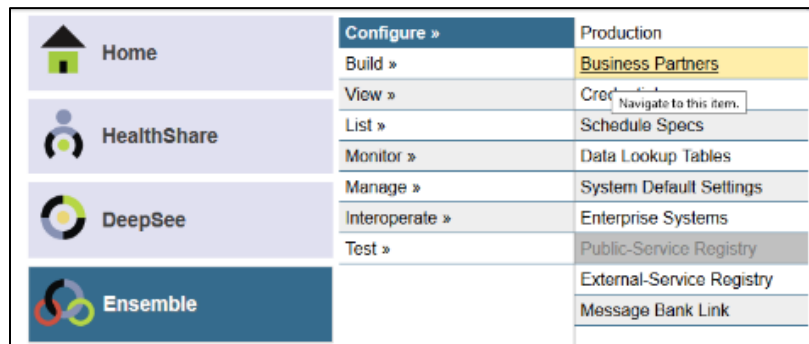 Home
HealthShare
DeepSee
Ensemble
Configure »
Build »
View »
List »
Monitor »
Manage »
Interoperate »
Test »
Production
Business Partners
Navigate to this item.
Schedule Specs
Data Lookup Tables
System Default Settings
Enterprise Systems
Public-Service Registry
External-Service Registry
Message Bank Link